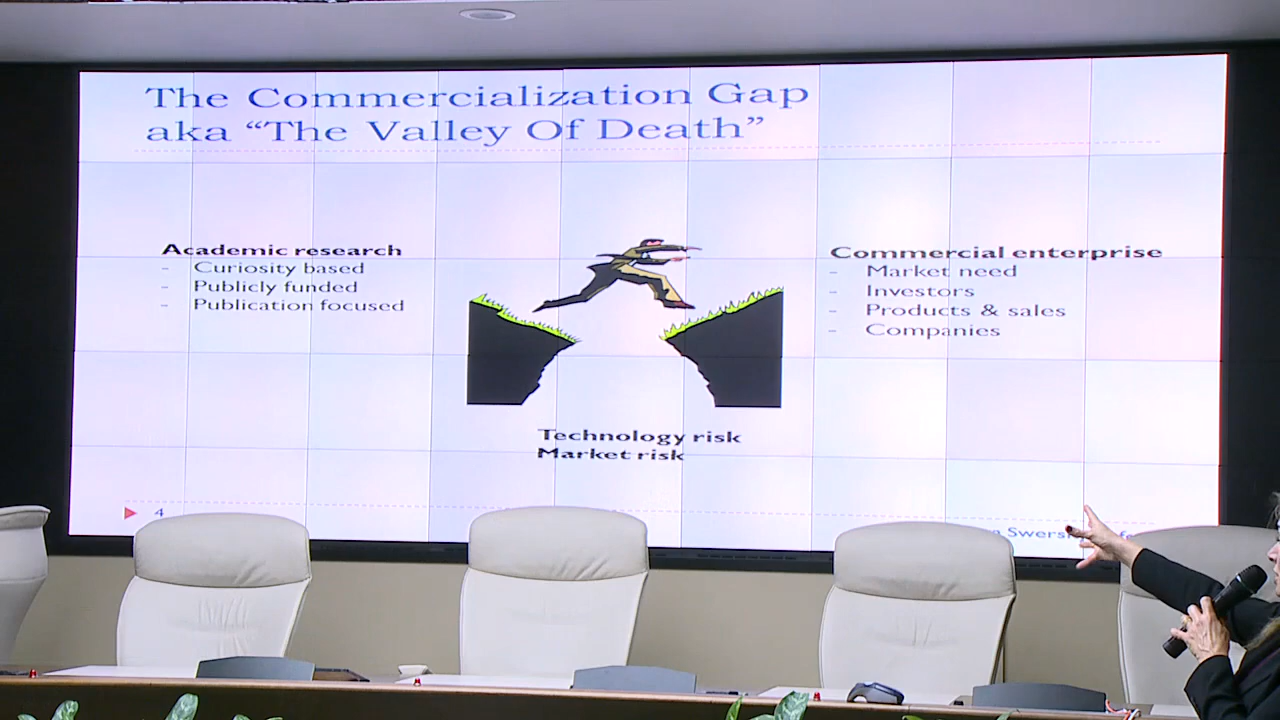 The Commercialization Gap
aka “The Valley Of Death”
Academic research
- Curiosity based
- Publicly funded
- Publication focused
Commercial enterprise
- Market need
- Investors
- Products & sales
- Companies
Technology risk
Market risk
4